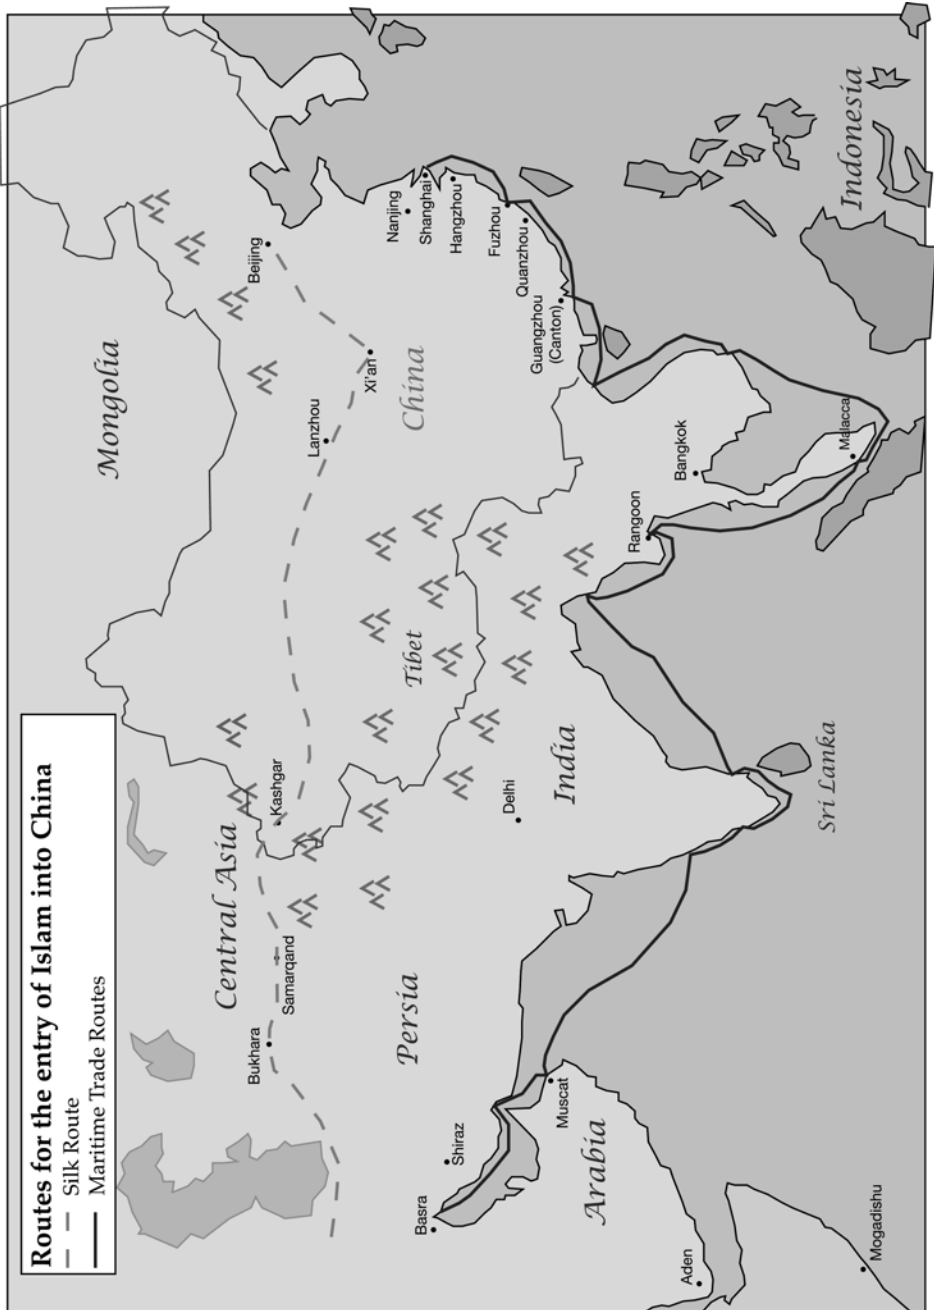 Routes for the entry of Islam into China
Silk Route
Maritime Trade Routes
Mongolia
Central Asia
Bukhara
Samarqand
Kashgar
Lanzhou
Xi'an
Beijing
China
Nanjing
Shanghai
Hangzhou
Fuzhou
Quanzhou
Guangzhou
(Canton)
Tibet
Persia
Basra
Shiraz
Muscat
Arabia
Aden
Mogadishu
Delhi
India
Sri Lanka
Rangoon
Bangkok
Malacca
Indonesia